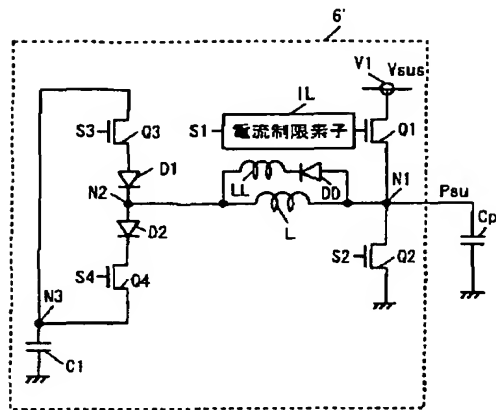 6'
V1
Vsus
IL
S1
電流制限素子
Q1
S3
Q3
D1
LL
DD
N2
N1
Psu
L
Cp
D2
S2
Q2
S4
Q4
N3
C1